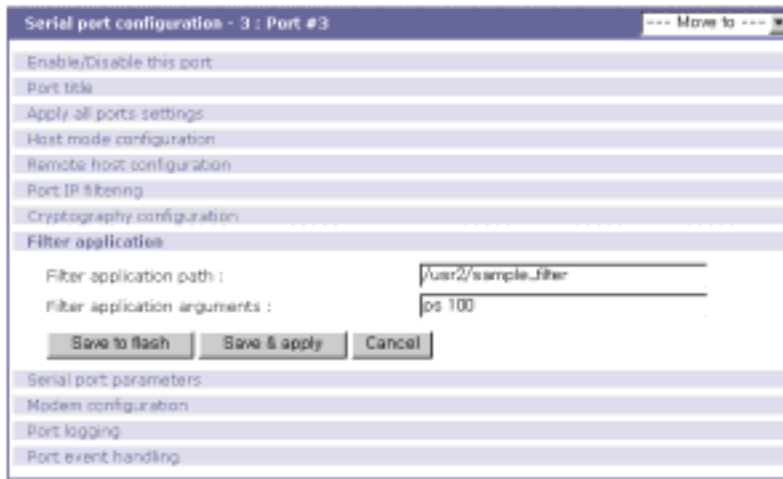 Serial port configuration - 3 : Port #3 --- Move to ---
Enable/Disable this port
Port title
Apply all ports settings
Host mode configuration
Remote host configuration
Port IP filtering
Cryptography configuration
Filter application
Filter application path : /usr2/sample_filter
Filter application arguments : ps 100
Save to flash Save & apply Cancel
Serial port parameters
Modem configuration
Port logging
Port event handling